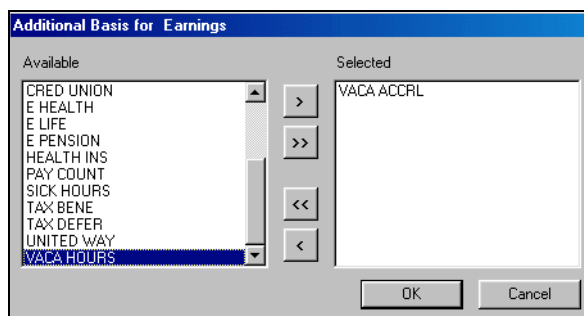 Additional Basis for Earnings
Available
Selected
CRED UNION
E HEALTH
E LIFE
E PENSION
HEALTH INS
PAY COUNT
SICK HOURS
TAX BENE
TAX DEFER
UNITED WAY
VACA HOURS
>
>>
<<
<
VACA ACCRL
OK
Cancel